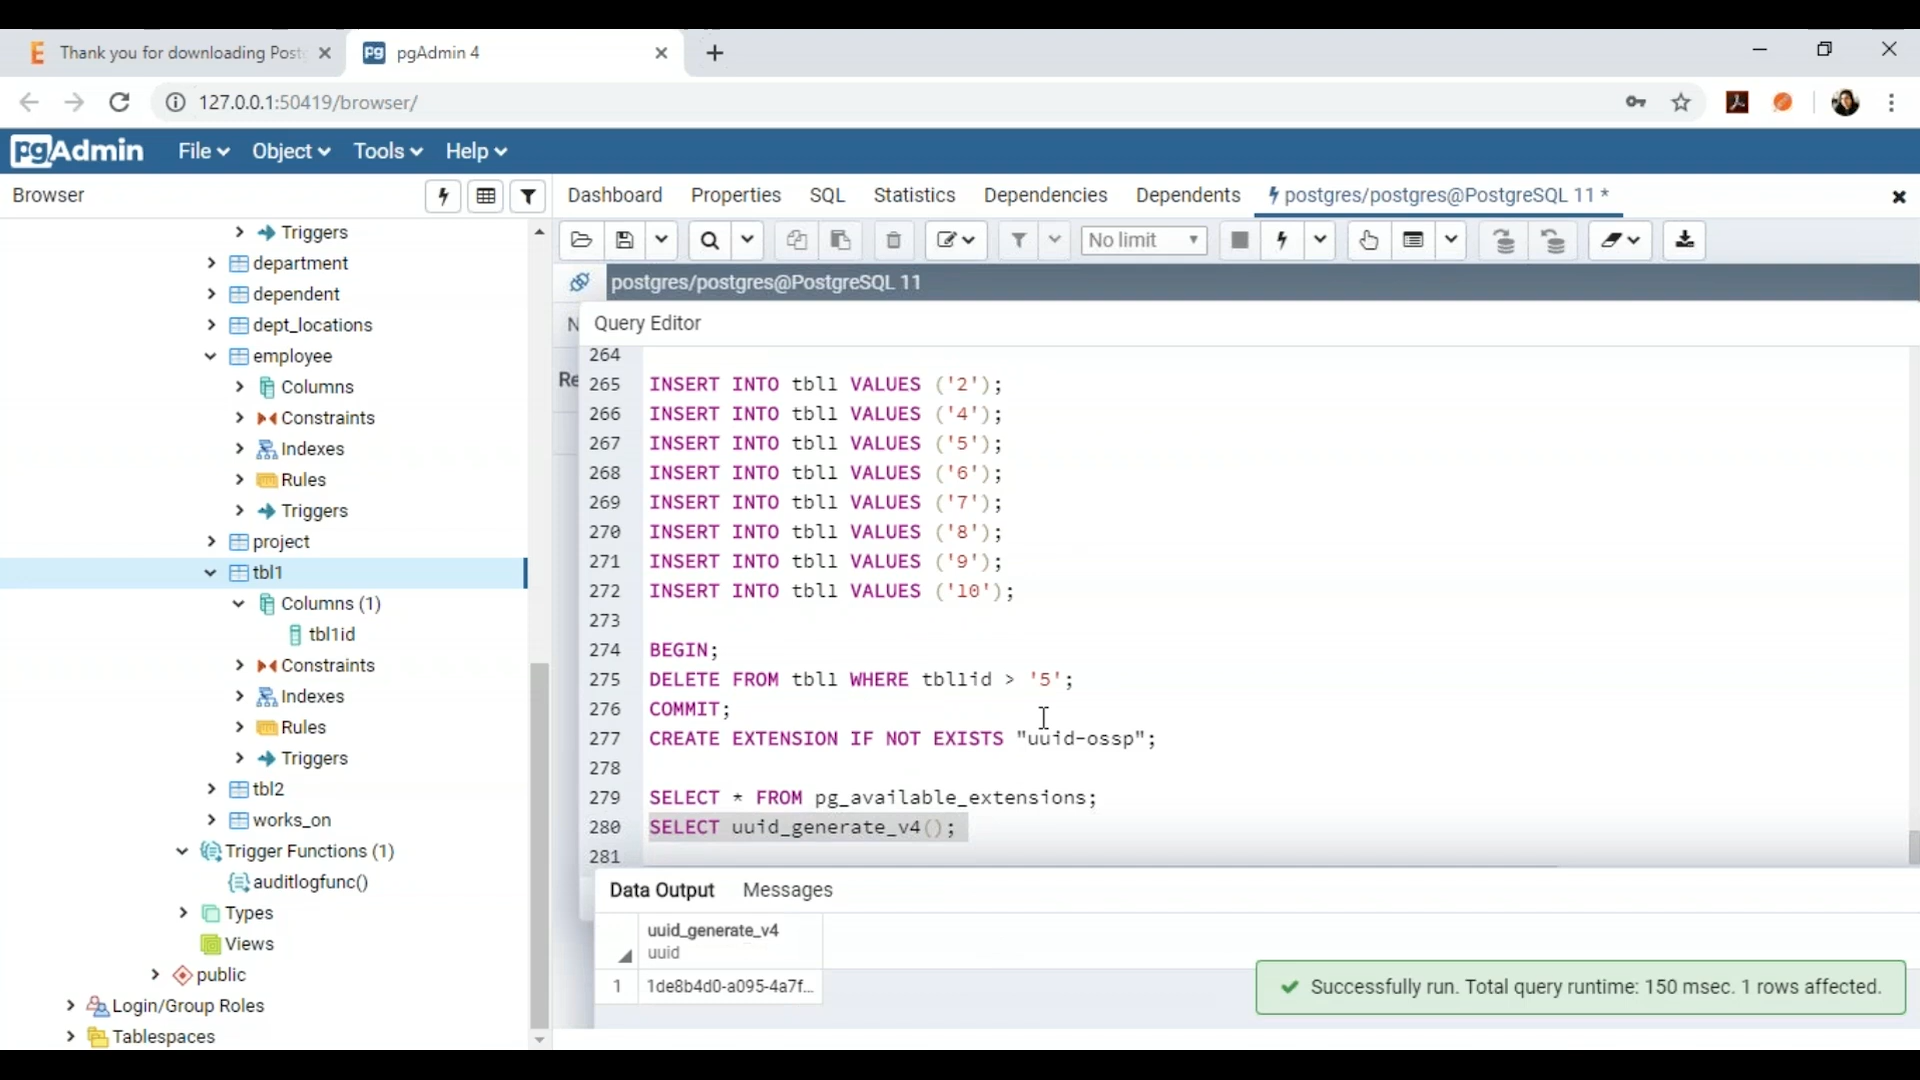 Thank you for downloading Post
pgAdmin 4
127.0.0.1:50419/browser/
pgAdmin
File
Object
Tools
Help
Browser
Dashboard
Properties
SQL
Statistics
Dependencies
Dependents
postgres/postgres@PostgreSQL 11 *
No limit
postgres/postgres@PostgreSQL 11
Query Editor
Triggers
department
dependent
dept_locations
employee
Columns
Constraints
Indexes
Rules
Triggers
project
tbl1
Columns (1)
tbl1id
Constraints
Indexes
Rules
Triggers
tbl2
works_on
Trigger Functions (1)
auditlogfunc()
Types
Views
public
Login/Group Roles
Tablespaces
N
Re
264
265 INSERT INTO tbl1 VALUES ('2');
266 INSERT INTO tbl1 VALUES ('4');
267 INSERT INTO tbl1 VALUES ('5');
268 INSERT INTO tbl1 VALUES ('6');
269 INSERT INTO tbl1 VALUES ('7');
270 INSERT INTO tbl1 VALUES ('8');
271 INSERT INTO tbl1 VALUES ('9');
272 INSERT INTO tbl1 VALUES ('10');
273
274 BEGIN;
275 DELETE FROM tbl1 WHERE tbl1id > '5';
276 COMMIT;
277 CREATE EXTENSION IF NOT EXISTS "uuid-ossp";
278
279 SELECT * FROM pg_available_extensions;
280 SELECT uuid_generate_v4();
281
Data Output
Messages
uuid_generate_v4
uuid
1 1de8b4d0-a095-4a7f...
Successfully run. Total query runtime: 150 msec. 1 rows affected.